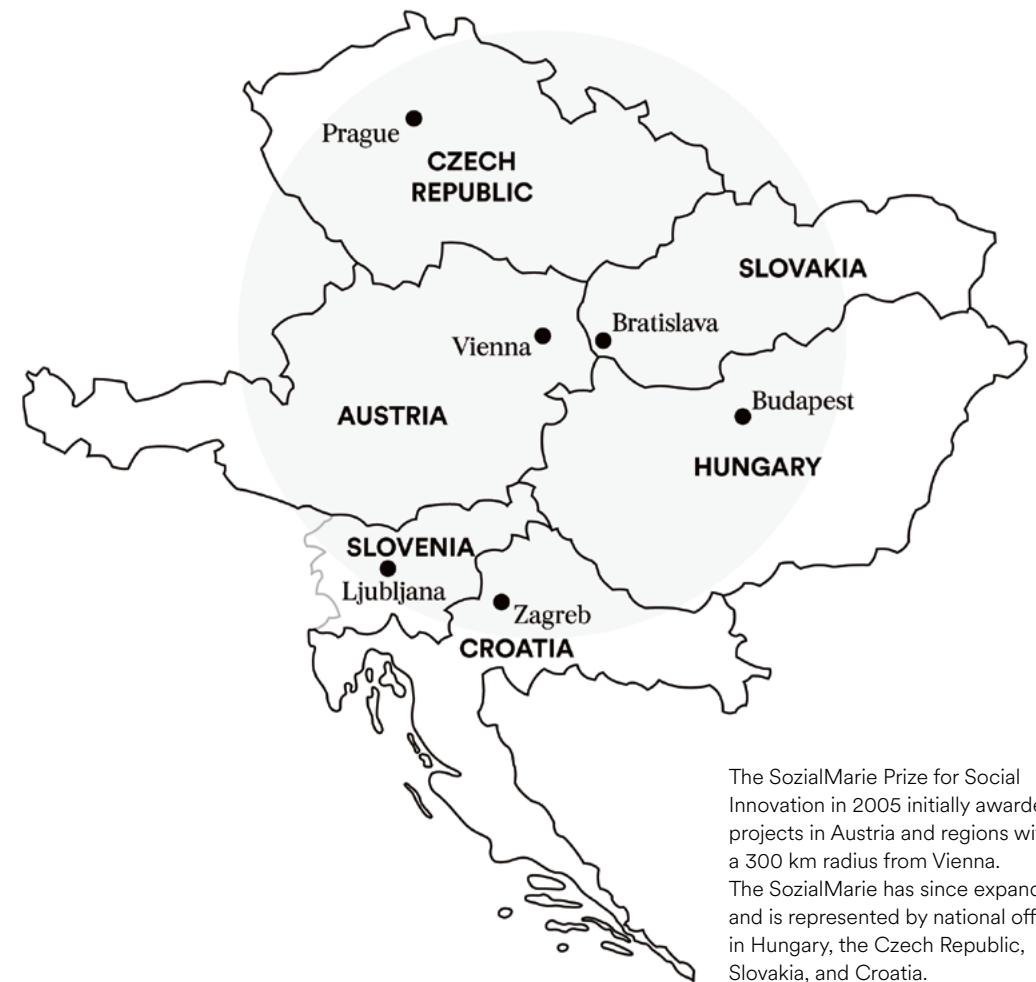 Prague
CZECH
REPUBLIC
SLOVAKIA
Bratislava
Vienna
Budapest
AUSTRIA
HUNGARY
SLOVENIA
Ljubljana
Zagreb
CROATIA
The SozialMarie Prize for Social
Innovation in 2005 initially awarde
projects in Austria and regions wi
a 300 km radius from Vienna.
The SozialMarie has since expand
and is represented by national off
in Hungary, the Czech Republic,
Slovakia, and Croatia.